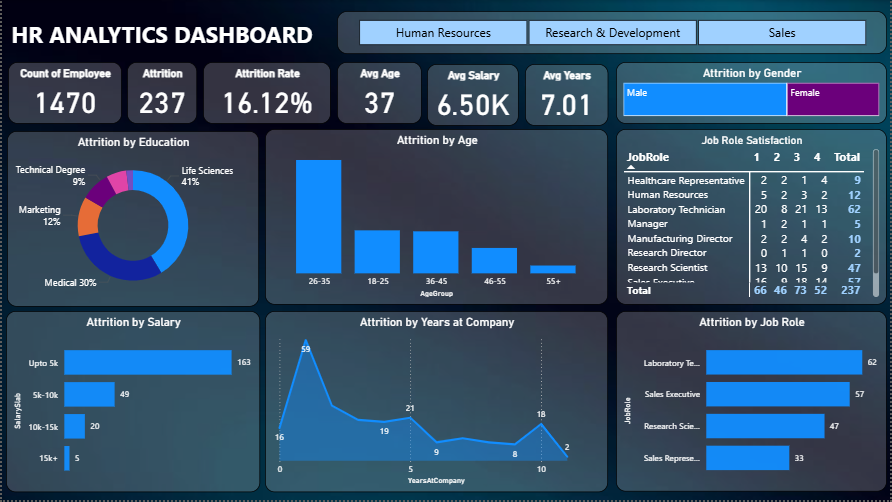 HR ANALYTICS DASHBOARD
Human Resources
Research & Development
Sales
Count of Employee
1470
Attrition
237
Attrition Rate
16.12%
Avg Age
37
Avg Salary
6.50K
Avg Years
7.01
Attrition by Gender
Male
Female
Attrition by Education
Technical Degree
9%
Life Sciences
41%
Marketing
12%
Medical 30%
Attrition by Age
26-35
18-25
36-45
46-55
55+
AgeGroup
Job Role Satisfaction
JobRole 1 2 3 4 Total
Healthcare Representative 2 2 1 4 9
Human Resources 5 2 3 2 12
Laboratory Technician 20 8 21 13 62
Manager 1 2 1 1 5
Manufacturing Director 2 2 4 2 10
Research Director 0 1 1 0 2
Research Scientist 13 10 15 9 47
Sales Executive 16 9 18 14 57
Total 66 46 73 52 237
Attrition by Salary
SalarySlab
Upto 5k 163
5k-10k 49
10k-15k 20
15k+ 5
Attrition by Years at Company
59
16
19
21
9
8
18
2
0 5 10
YearsAtCompany
Attrition by Job Role
JobRole
Laboratory Te... 62
Sales Executive 57
Research Scie... 47
Sales Represe... 33